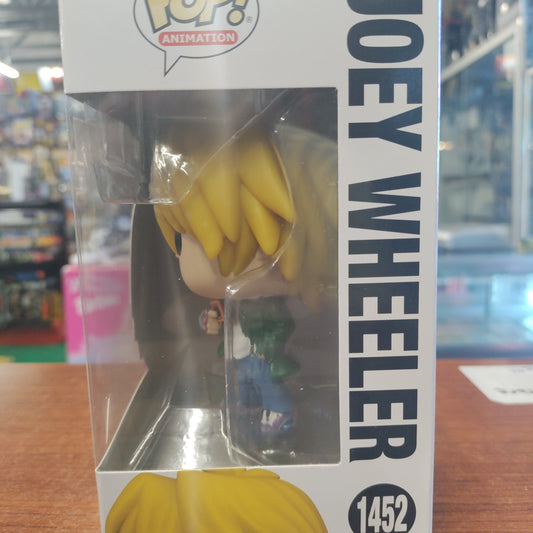 POP!
ANIMATION
JOEY WHEELER
1452